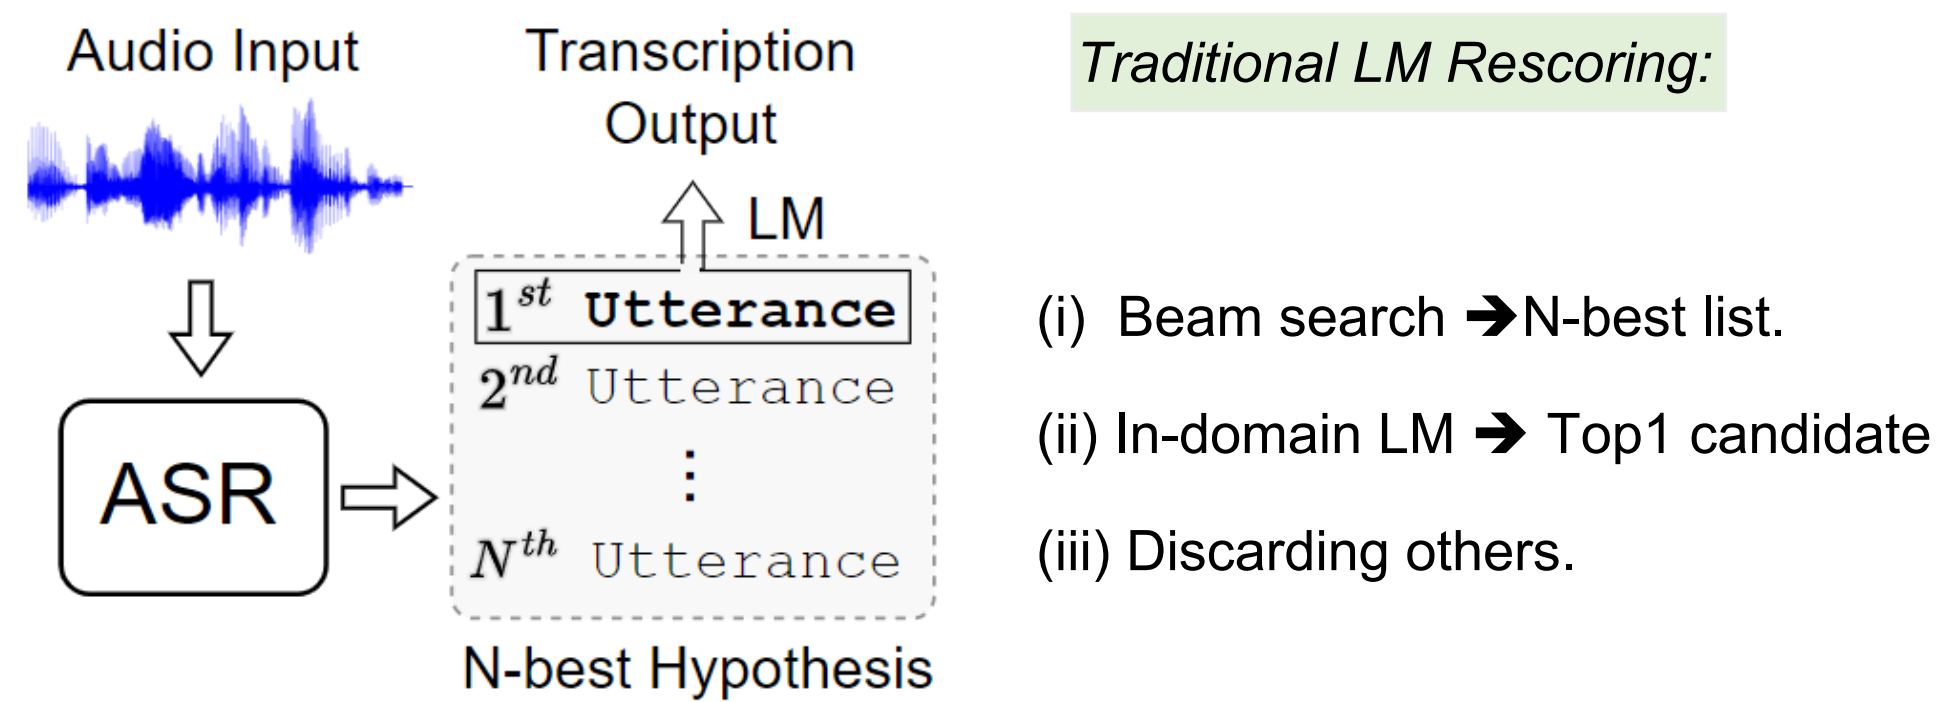 Audio Input
Transcription
Output
LM
1st Utterance
2nd Utterance
⋮
Nth Utterance
N-best Hypothesis
ASR
Traditional LM Rescoring:
(i) Beam search ➔N-best list.
(ii) In-domain LM ➔ Top1 candidate
(iii) Discarding others.